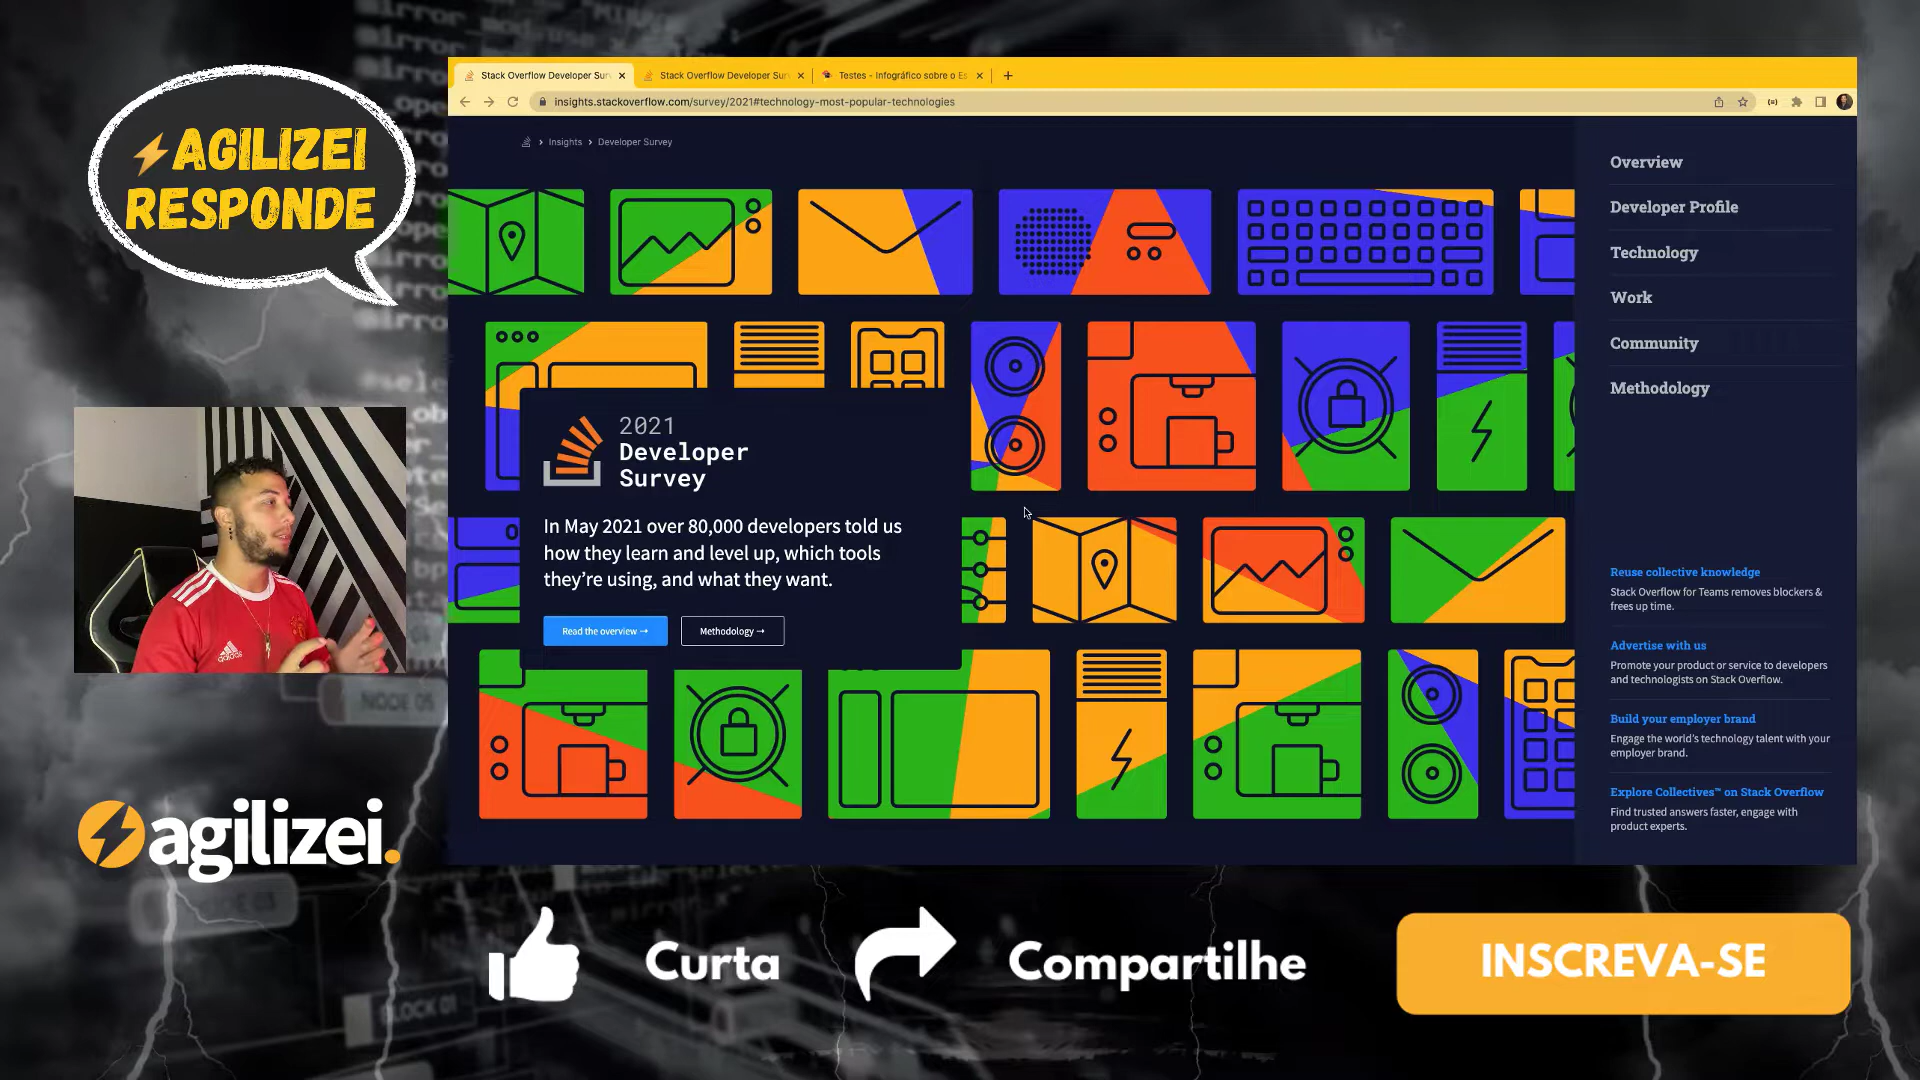 ⚡AGILIZEI
RESPONDE
agilizei.
Stack Overflow Developer Sur
Stack Overflow Developer Sur
Testes - Infográfico sobre o Es
insights.stackoverflow.com/survey/2021#technology-most-popular-technologies
Insights
Developer Survey
2021
Developer
Survey
In May 2021 over 80,000 developers told us
how they learn and level up, which tools
they’re using, and what they want.
Read the overview →
Methodology →
Overview
Developer Profile
Technology
Work
Community
Methodology
Reuse collective knowledge
Stack Overflow for Teams removes blockers &
frees up time.
Advertise with us
Promote your product or service to developers
and technologists on Stack Overflow.
Build your employer brand
Engage the world’s technology talent with your
employer brand.
Explore Collectives™ on Stack Overflow
Find trusted answers faster, engage with
product experts.
adidas
NODE 05
BLOCK 01
Curta
Compartilhe
INSCREVA-SE